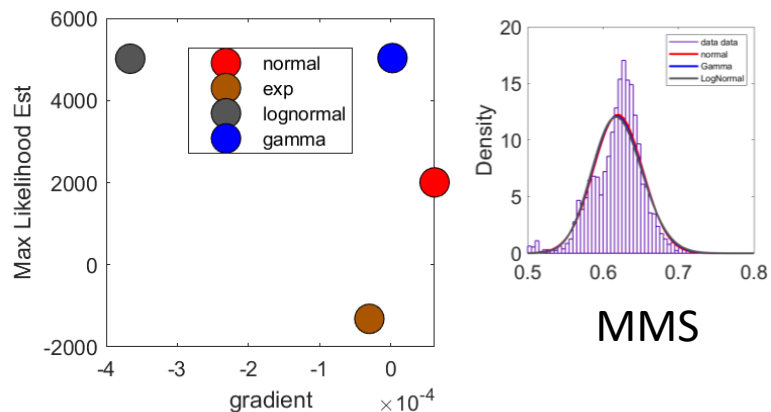 6000
4000
2000
0
-2000
Max Likelihood Est
normal
exp
lognormal
gamma
-4
-3
-2
-1
0
gradient
×10⁻⁴
20
15
10
5
0
Density
data data
normal
Gamma
LogNormal
0.5
0.6
0.7
0.8
MMS